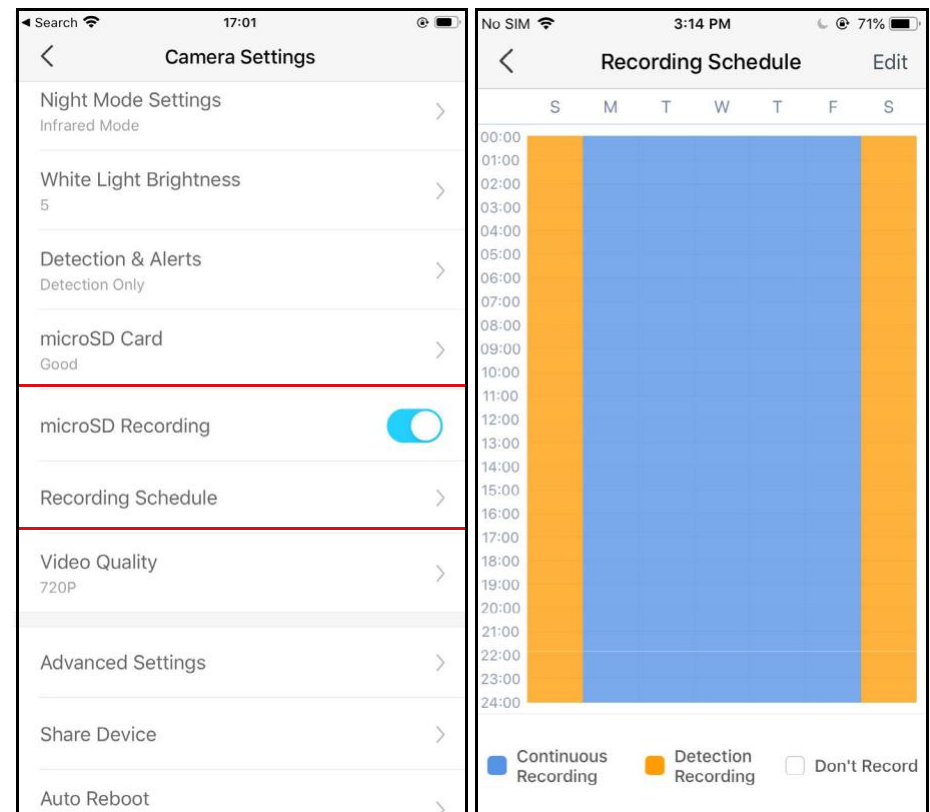 Search 17:01
Camera Settings
Night Mode Settings
Infrared Mode
White Light Brightness
5
Detection & Alerts
Detection Only
microSD Card
Good
microSD Recording
Recording Schedule
Video Quality
720P
Advanced Settings
Share Device
Auto Reboot
No SIM 3:14 PM 71%
Recording Schedule Edit
S M T W T F S
00:00
01:00
02:00
03:00
04:00
05:00
06:00
07:00
08:00
09:00
10:00
11:00
12:00
13:00
14:00
15:00
16:00
17:00
18:00
19:00
20:00
21:00
22:00
23:00
24:00
Continuous
Recording
Detection
Recording
Don't Record